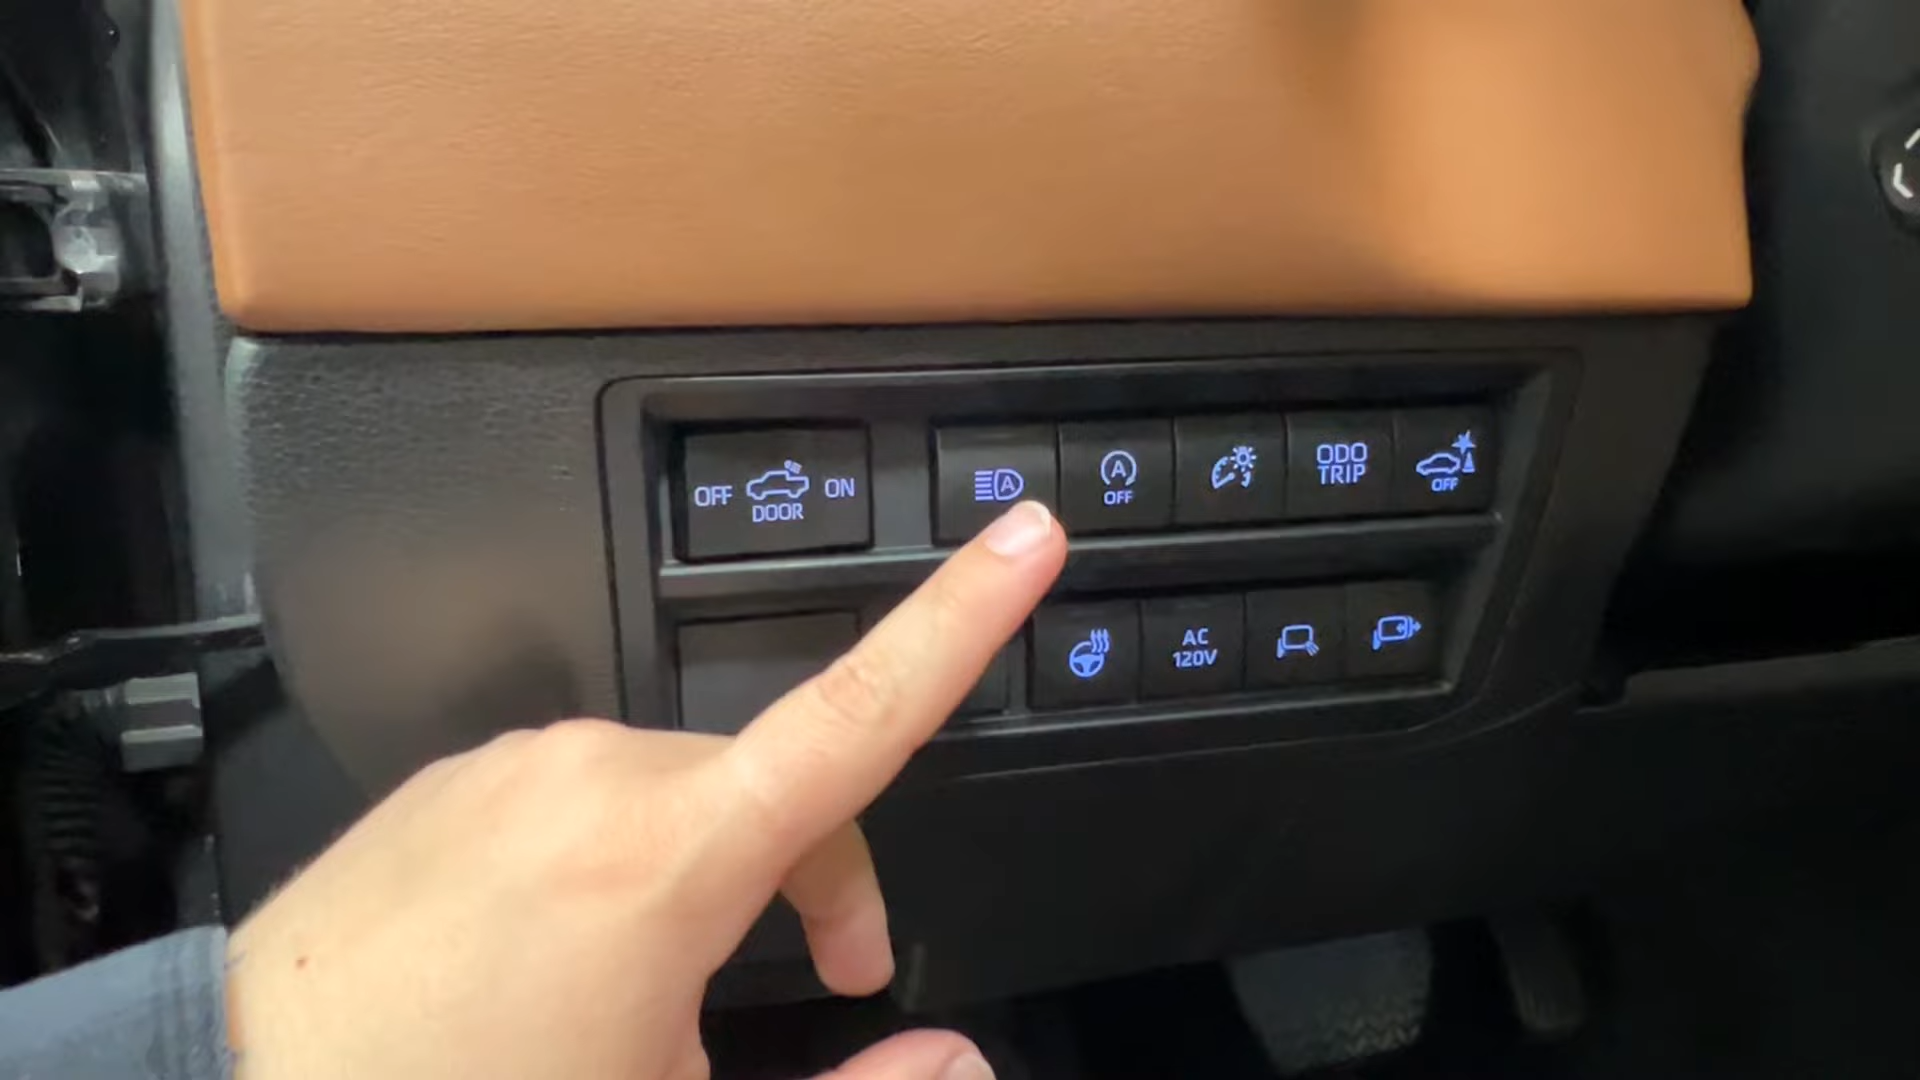 OFF DOOR ON
A
A
OFF
ODO
TRIP
OFF
AC
120V